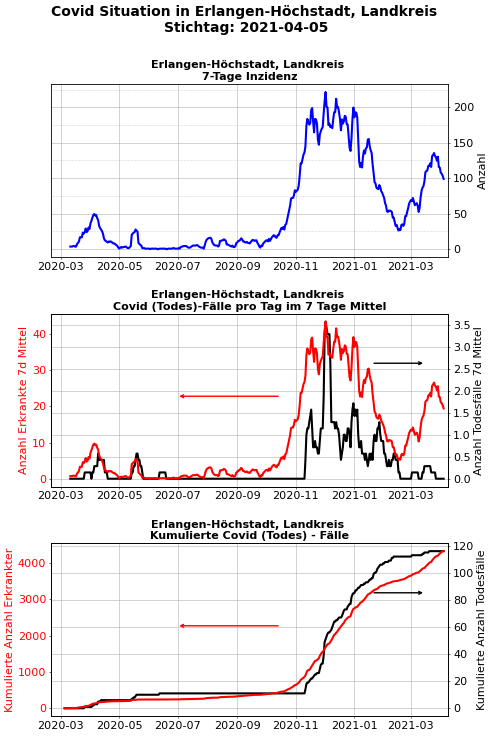 Covid Situation in Erlangen-Höchstadt, Landkreis
Stichtag: 2021-04-05
Erlangen-Höchstadt, Landkreis
7-Tage Inzidenz
200
150
100
50
0
Anzahl
2020-03 2020-05 2020-07 2020-09 2020-11 2021-01 2021-03
Erlangen-Höchstadt, Landkreis
Covid (Todes)-Fälle pro Tag im 7 Tage Mittel
Anzahl Erkrankte 7d Mittel
40
30
20
10
0
3.5
3.0
2.5
2.0
1.5
1.0
0.5
0.0
Anzahl Todesfälle 7d Mittel
2020-03 2020-05 2020-07 2020-09 2020-11 2021-01 2021-03
Erlangen-Höchstadt, Landkreis
Kumulierte Covid (Todes) - Fälle
Kumulierte Anzahl Erkrankter
4000
3000
2000
1000
0
120
100
80
60
40
20
0
Kumulierte Anzahl Todesfälle
2020-03 2020-05 2020-07 2020-09 2020-11 2021-01 2021-03